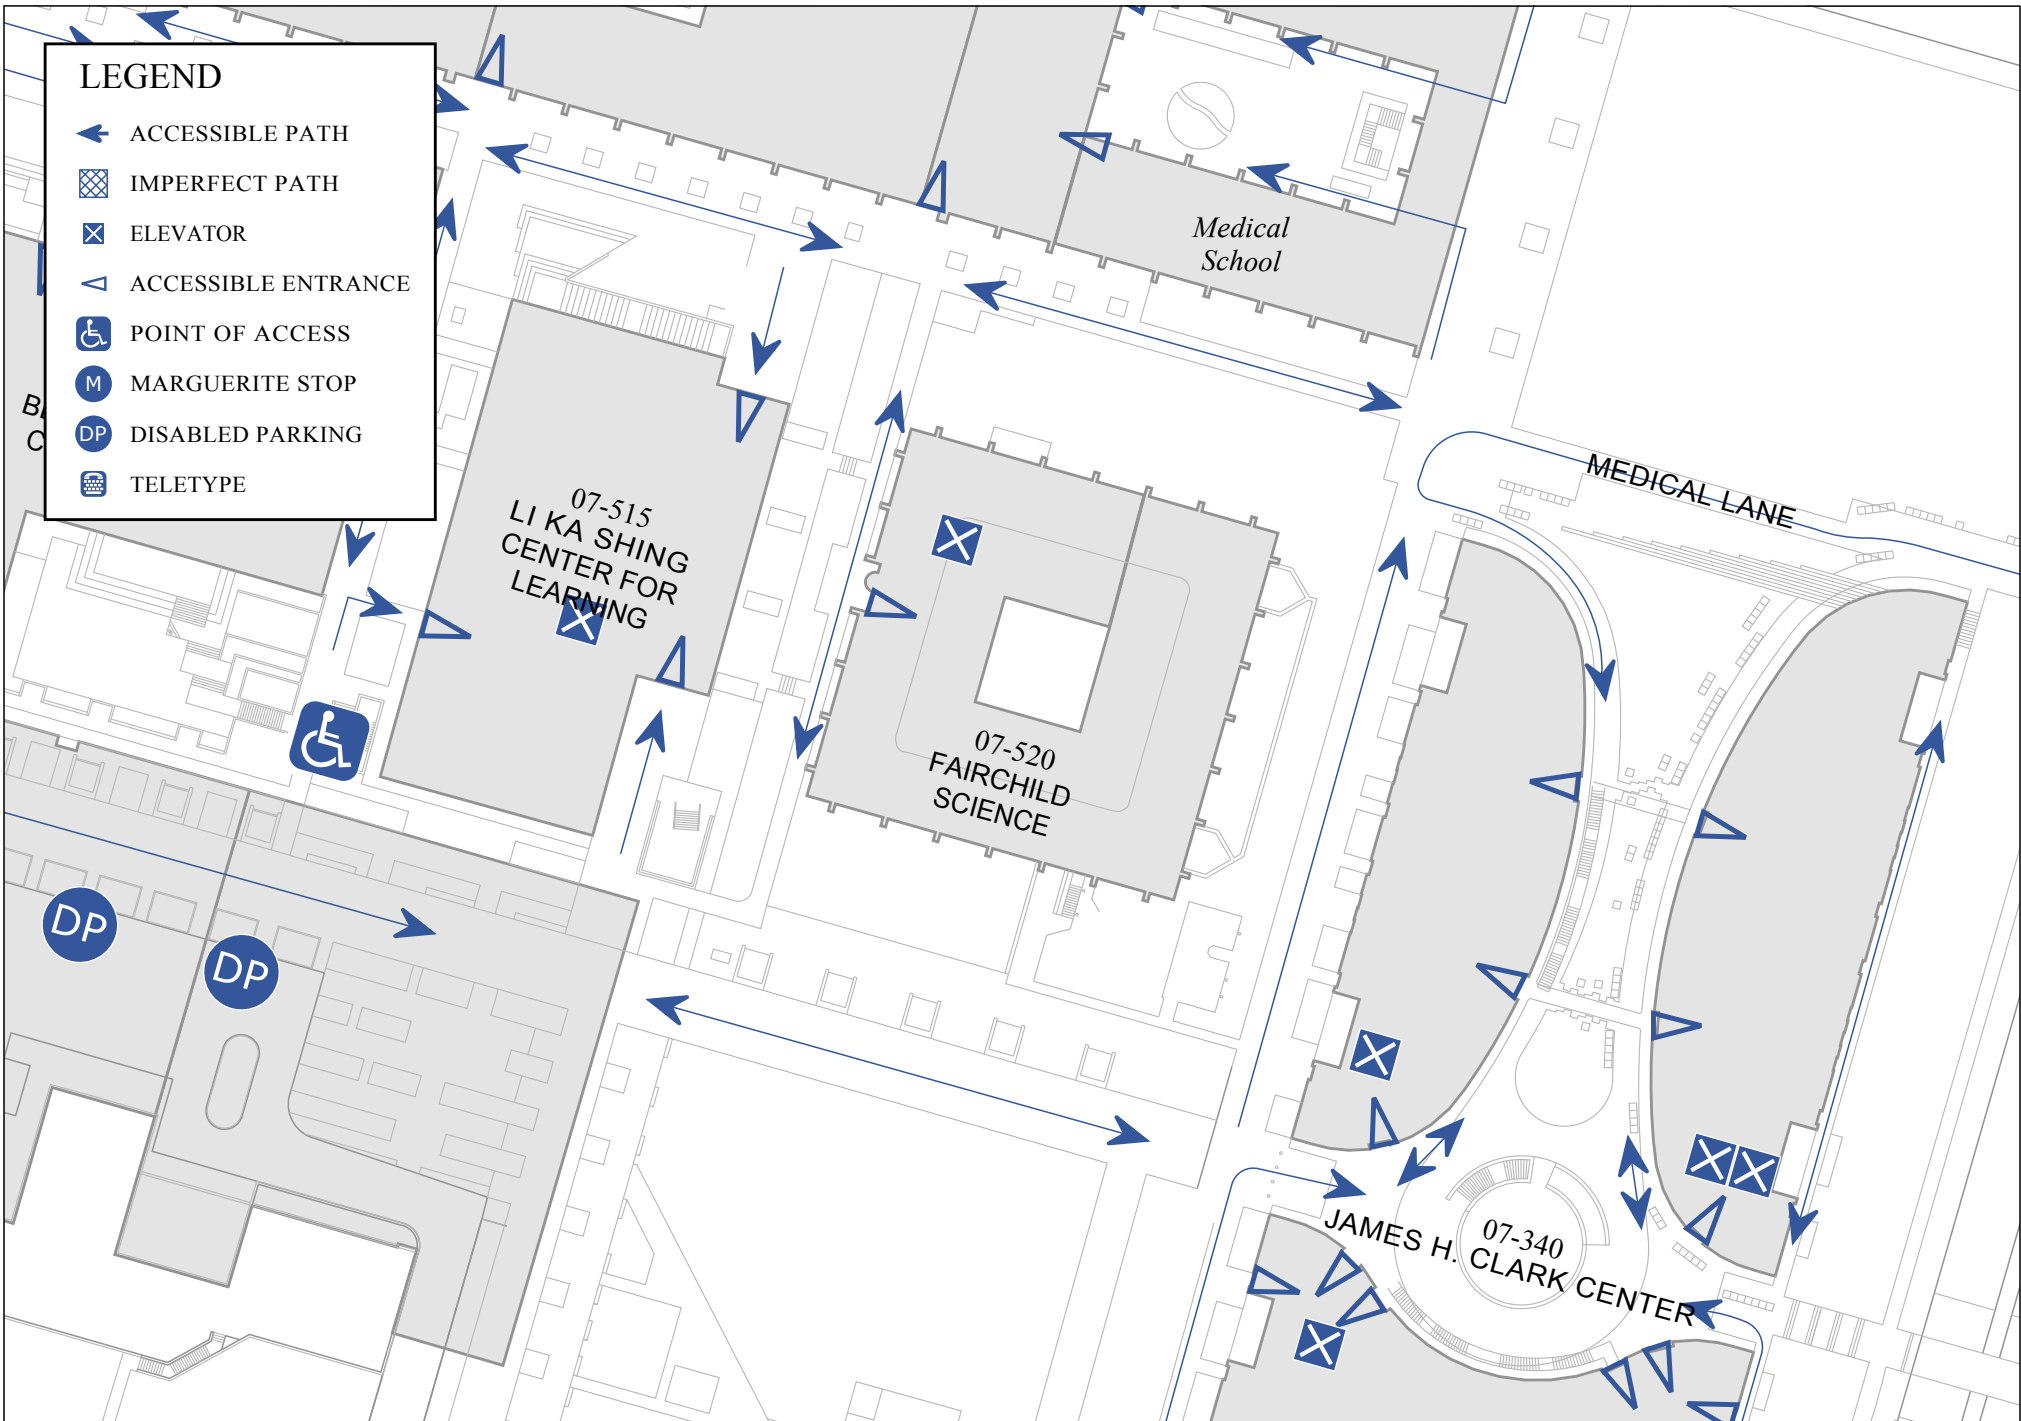 LEGEND
ACCESSIBLE PATH
IMPERFECT PATH
ELEVATOR
ACCESSIBLE ENTRANCE
POINT OF ACCESS
M MARGUERITE STOP
DP DISABLED PARKING
TELETYPE
Medical
School
MEDICAL LANE
07-515
LI KA SHING
CENTER FOR
LEARNING
07-520
FAIRCHILD
SCIENCE
DP
DP
07-340
JAMES H. CLARK CENTER